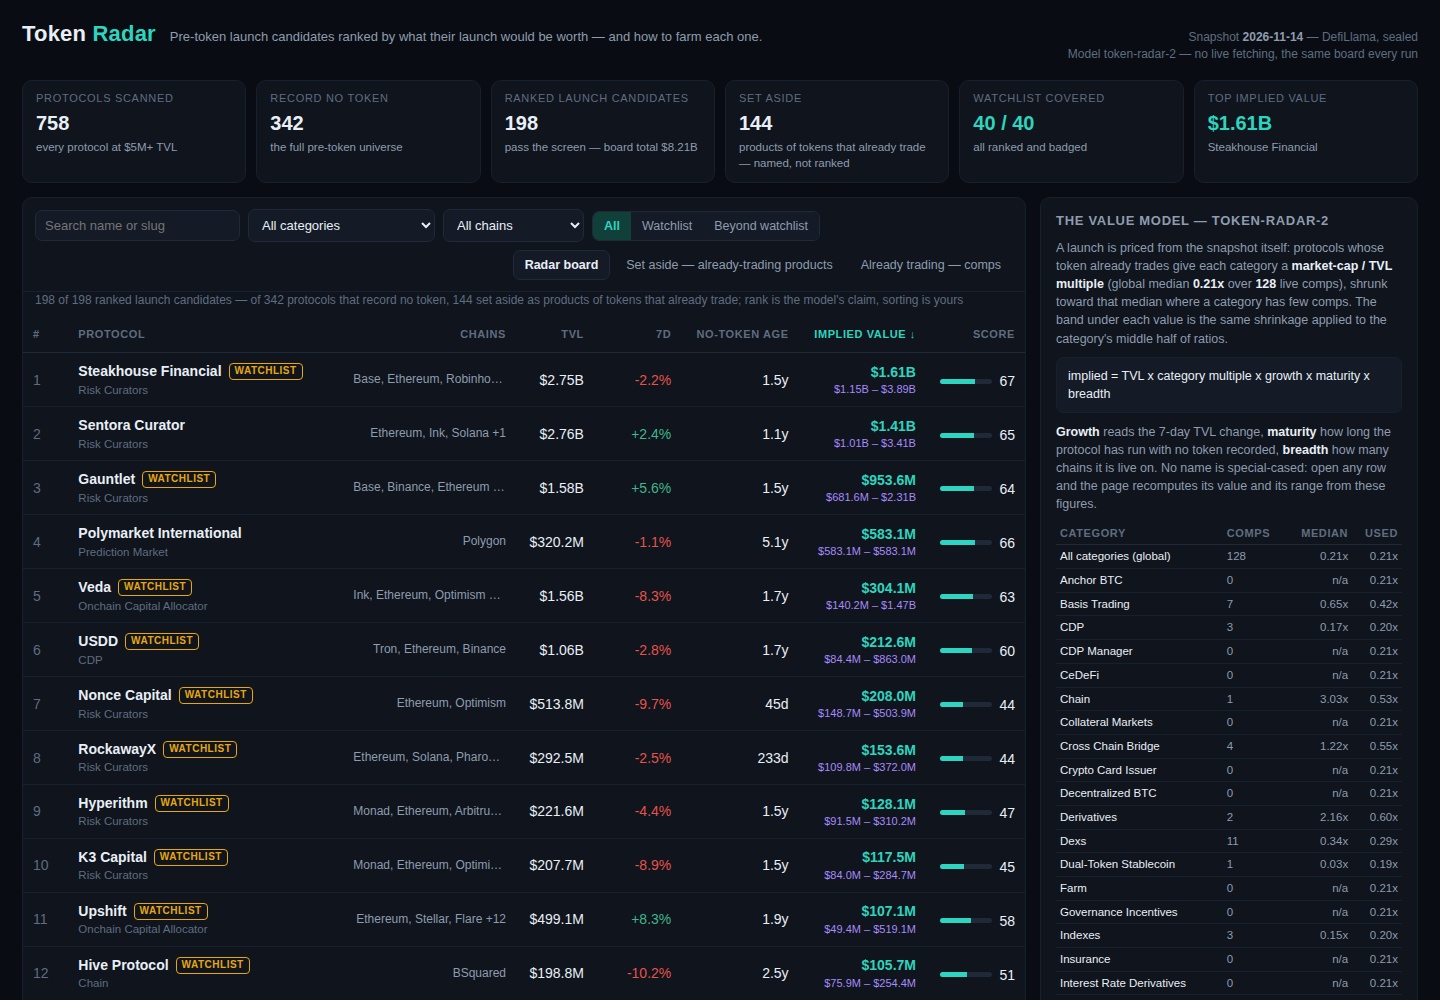 Token Radar Pre-token launch candidates ranked by what their launch would be worth — and how to farm each one.
Snapshot 2026-11-14 — DefiLlama, sealed
Model token-radar-2 — no live fetching, the same board every run
PROTOCOLS SCANNED
758
every protocol at $5M+ TVL
RECORD NO TOKEN
342
the full pre-token universe
RANKED LAUNCH CANDIDATES
198
pass the screen — board total $8.21B
SET ASIDE
144
products of tokens that already trade
— named, not ranked
WATCHLIST COVERED
40 / 40
all ranked and badged
TOP IMPLIED VALUE
$1.61B
Steakhouse Financial
Search name or slug All categories All chains All Watchlist Beyond watchlist
Radar board Set aside — already-trading products Already trading — comps
198 of 198 ranked launch candidates — of 342 protocols that record no token, 144 set aside as products of tokens that already trade; rank is the model's claim, sorting is yours
# PROTOCOL CHAINS TVL 7D NO-TOKEN AGE IMPLIED VALUE ↓ SCORE
1 Steakhouse Financial WATCHLIST Base, Ethereum, Robinho… $2.75B -2.2% 1.5y $1.61B 67
Risk Curators $1.15B – $3.89B
2 Sentora Curator Ethereum, Ink, Solana +1 $2.76B +2.4% 1.1y $1.41B 65
Risk Curators $1.01B – $3.41B
3 Gauntlet WATCHLIST Base, Binance, Ethereum … $1.58B +5.6% 1.5y $953.6M 64
Risk Curators $681.6M – $2.31B
4 Polymarket International Polygon $320.2M -1.1% 5.1y $583.1M 66
Prediction Market $583.1M – $583.1M
5 Veda WATCHLIST Ink, Ethereum, Optimism … $1.56B -8.3% 1.7y $304.1M 63
Onchain Capital Allocator $140.2M – $1.47B
6 USDD WATCHLIST Tron, Ethereum, Binance $1.06B -2.8% 1.7y $212.6M 60
CDP $84.4M – $863.0M
7 Nonce Capital WATCHLIST Ethereum, Optimism $513.8M -9.7% 45d $208.0M 44
Risk Curators $148.7M – $503.9M
8 RockawayX WATCHLIST Ethereum, Solana, Pharo… $292.5M -2.5% 233d $153.6M 44
Risk Curators $109.8M – $372.0M
9 Hyperithm WATCHLIST Monad, Ethereum, Arbitru… $221.6M -4.4% 1.5y $128.1M 47
Risk Curators $91.5M – $310.2M
10 K3 Capital WATCHLIST Monad, Ethereum, Optimi… $207.7M -8.9% 1.5y $117.5M 45
Risk Curators $84.0M – $284.7M
11 Upshift WATCHLIST Ethereum, Stellar, Flare +12 $499.1M +8.3% 1.9y $107.1M 58
Onchain Capital Allocator $49.4M – $519.1M
12 Hive Protocol WATCHLIST BSquared $198.8M -10.2% 2.5y $105.7M 51
Chain $75.9M – $254.4M
THE VALUE MODEL — TOKEN-RADAR-2
A launch is priced from the snapshot itself: protocols whose
token already trades give each category a market-cap / TVL
multiple (global median 0.21x over 128 live comps), shrunk
toward that median where a category has few comps. The
band under each value is the same shrinkage applied to the
category's middle half of ratios.
implied = TVL x category multiple x growth x maturity x
breadth
Growth reads the 7-day TVL change, maturity how long the
protocol has run with no token recorded, breadth how many
chains it is live on. No name is special-cased: open any row
and the page recomputes its value and its range from these
figures.
CATEGORY COMPS MEDIAN USED
All categories (global) 128 0.21x 0.21x
Anchor BTC 0 n/a 0.21x
Basis Trading 7 0.65x 0.42x
CDP 3 0.17x 0.20x
CDP Manager 0 n/a 0.21x
CeDeFi 0 n/a 0.21x
Chain 1 3.03x 0.53x
Collateral Markets 0 n/a 0.21x
Cross Chain Bridge 4 1.22x 0.55x
Crypto Card Issuer 0 n/a 0.21x
Decentralized BTC 0 n/a 0.21x
Derivatives 2 2.16x 0.60x
Dexs 11 0.34x 0.29x
Dual-Token Stablecoin 1 0.03x 0.19x
Farm 0 n/a 0.21x
Governance Incentives 0 n/a 0.21x
Indexes 3 0.15x 0.20x
Insurance 0 n/a 0.21x
Interest Rate Derivatives 0 n/a 0.21x